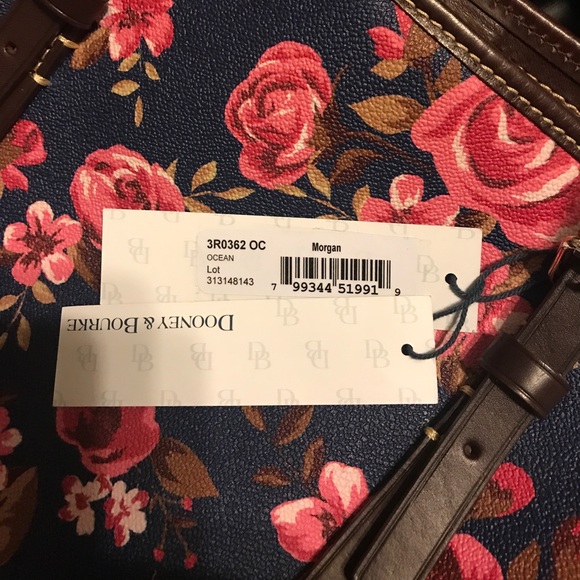 3R0362 OC Morgan
OCEAN
Lot
313148143
7 99344 51991 9
DOONEY & BOURKE